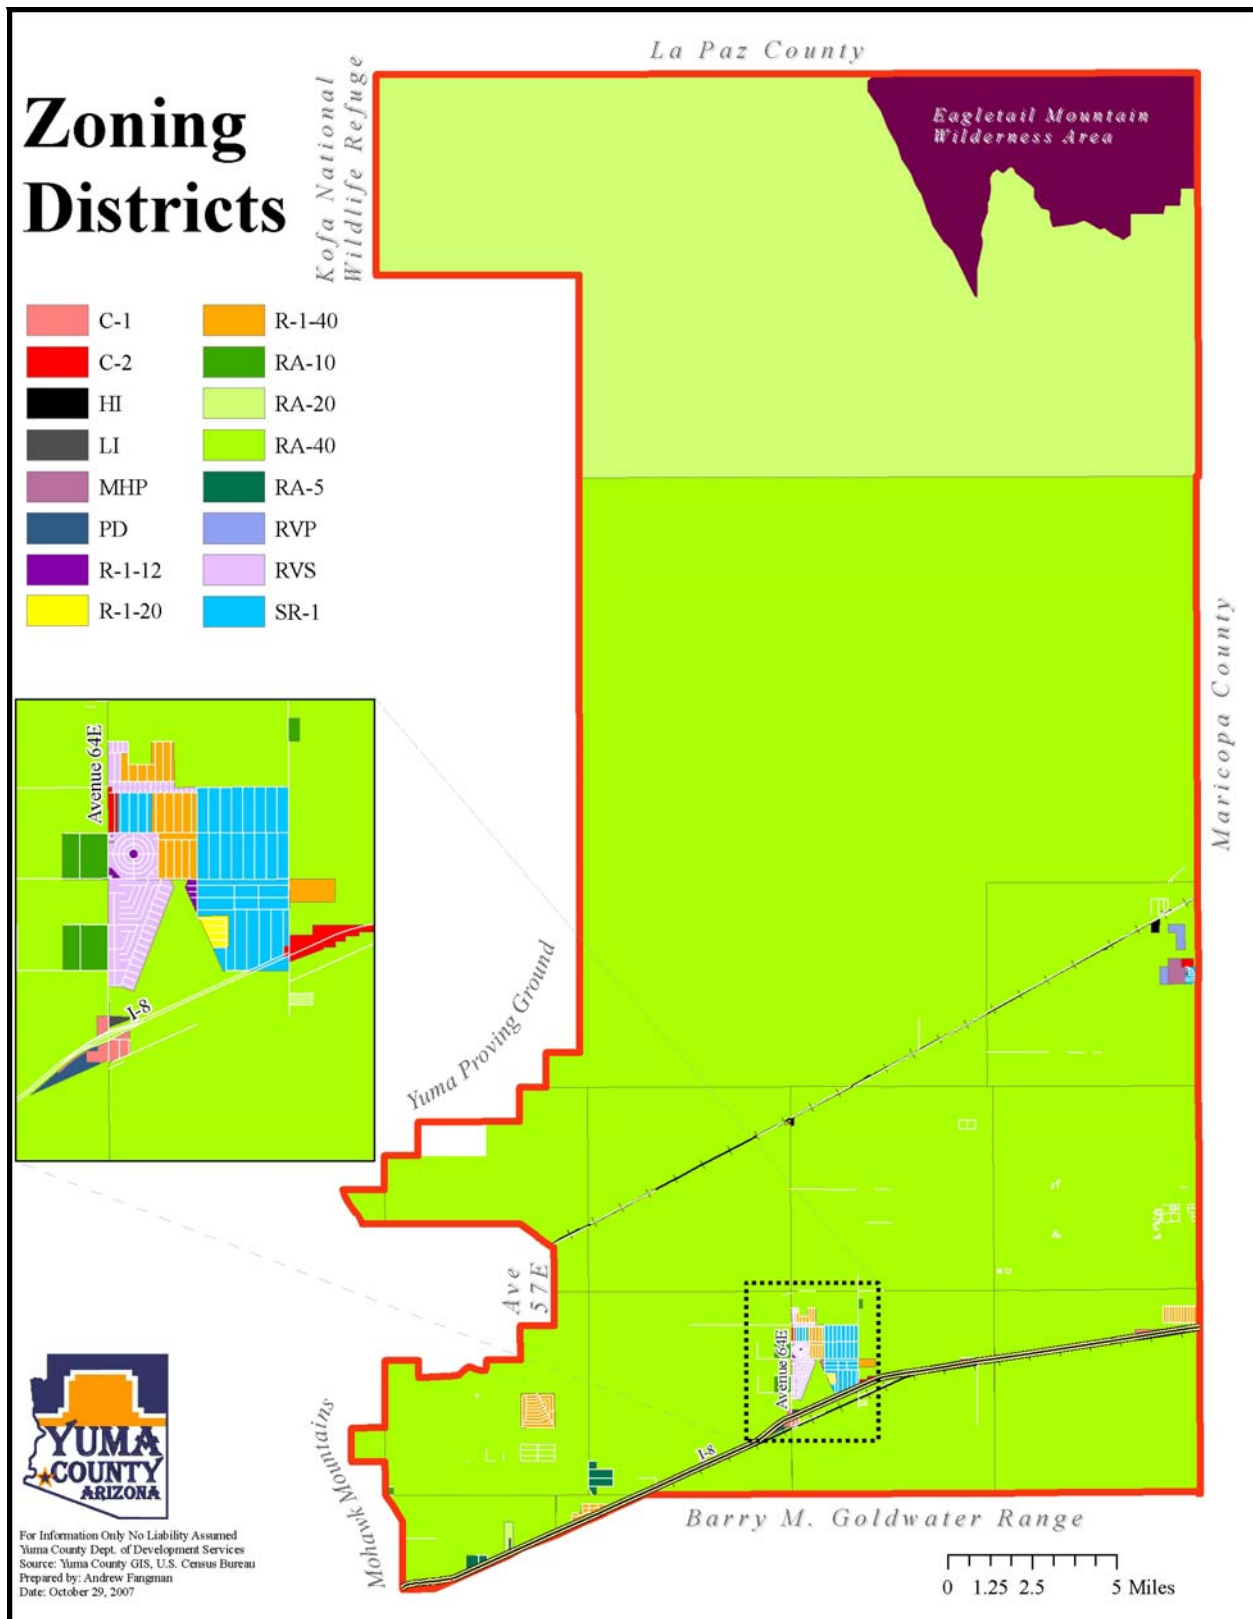 La Paz County
Zoning
Districts
Kofa National
Wildlife Refuge
Eagletail Mountain
Wilderness Area
C-1
C-2
HI
LI
MHP
PD
R-1-12
R-1-20
R-1-40
RA-10
RA-20
RA-40
RA-5
RVP
RVS
SR-1
Maricopa County
Avenue 64E
I-8
Yuma Proving Ground
Ave
57E
Avenue 64E
I-8
Mohawk Mountains
Barry M. Goldwater Range
YUMA
COUNTY
ARIZONA
For Information Only No Liability Assumed
Yuma County Dept. of Development Services
Source: Yuma County GIS, U.S. Census Bureau
Prepared by: Andrew Fangman
Date: October 29, 2007
0 1.25 2.5 5 Miles